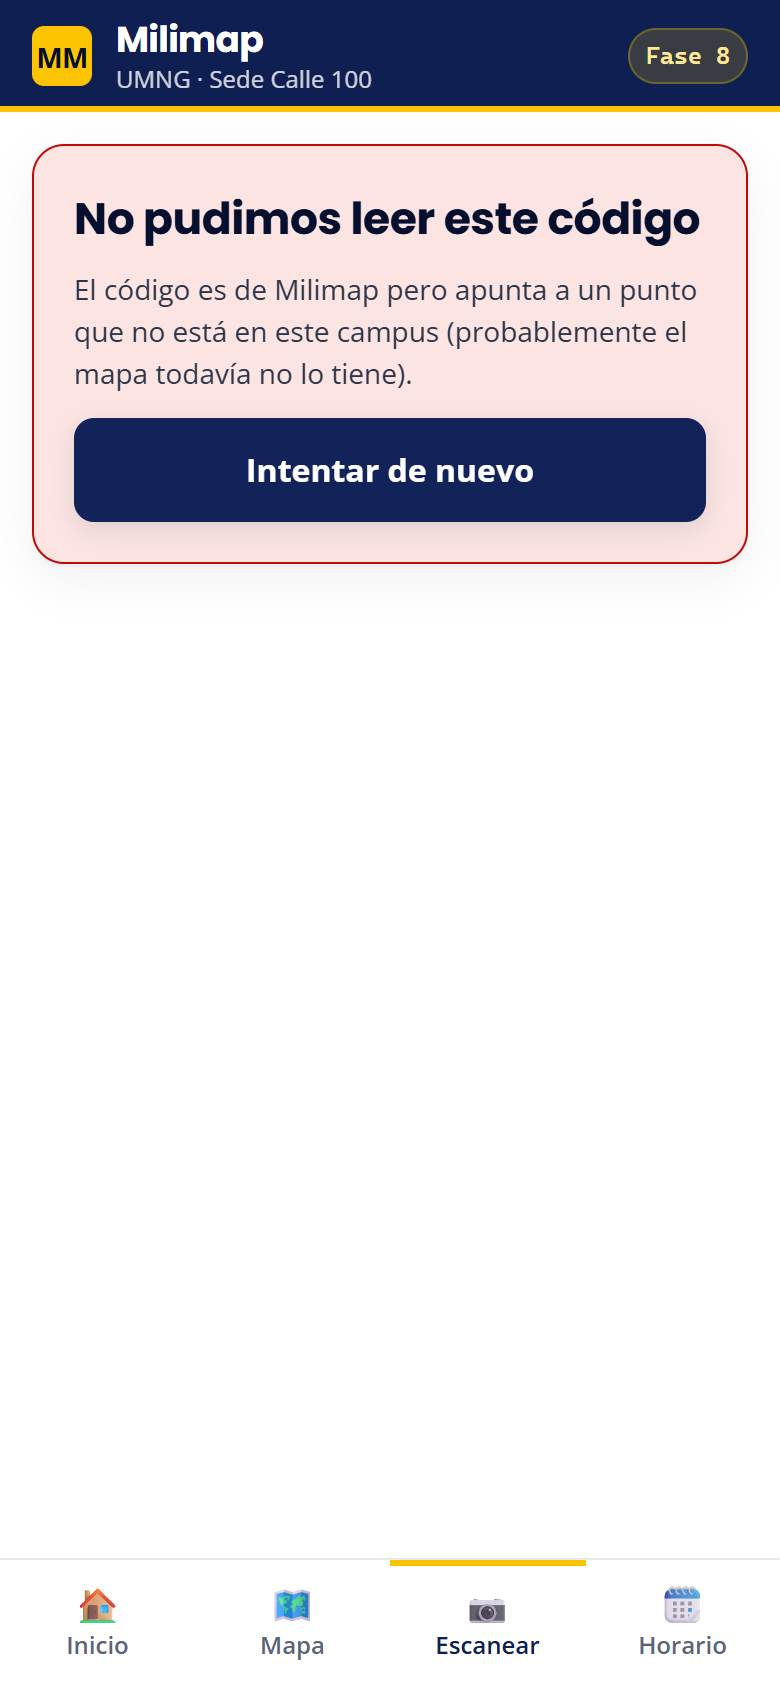 MM
Milimap
UMNG · Sede Calle 100
Fase 8
No pudimos leer este código
El código es de Milimap pero apunta a un punto
que no está en este campus (probablemente el
mapa todavía no lo tiene).
Intentar de nuevo
Inicio
Mapa
Escanear
Horario